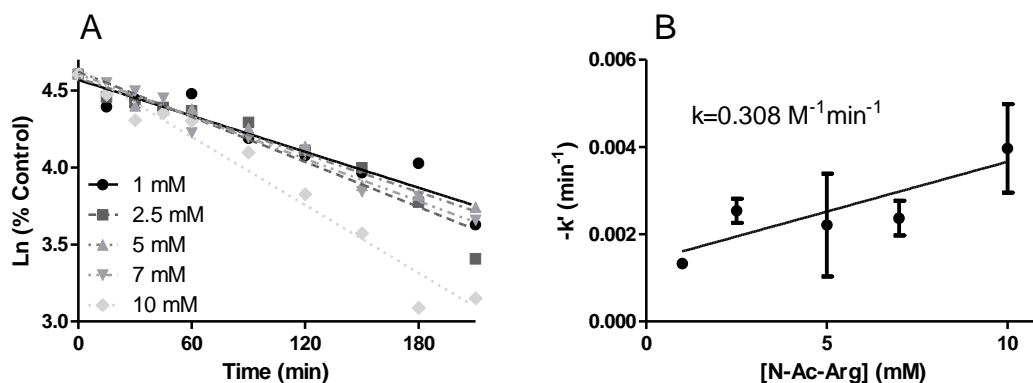 A
Ln (% Control)
4.5
4.0
3.5
3.0
1 mM
2.5 mM
5 mM
7 mM
10 mM
0
60
120
180
Time (min)
B
-k' (min⁻¹)
0.006
0.004
0.002
0.000
k=0.308 M⁻¹min⁻¹
0
5
10
[N-Ac-Arg] (mM)